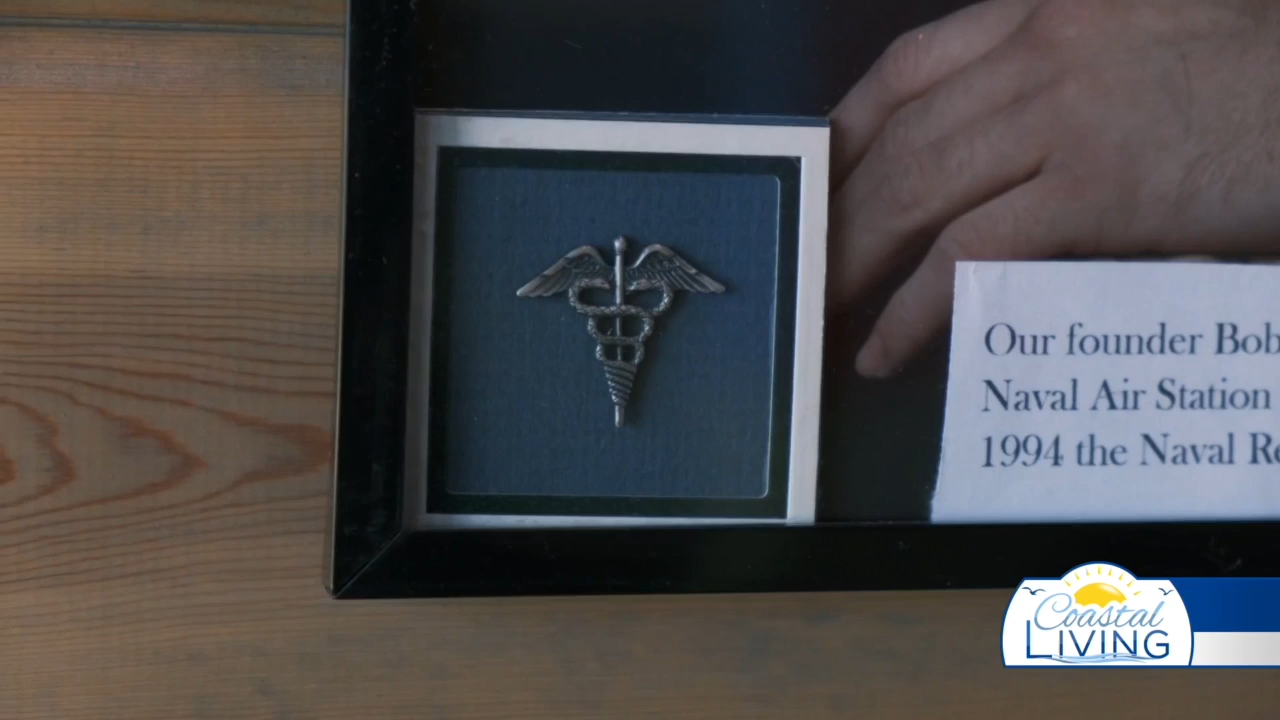 Our founder Bob
Naval Air Station
1994 the Naval Re
Coastal
LIVING